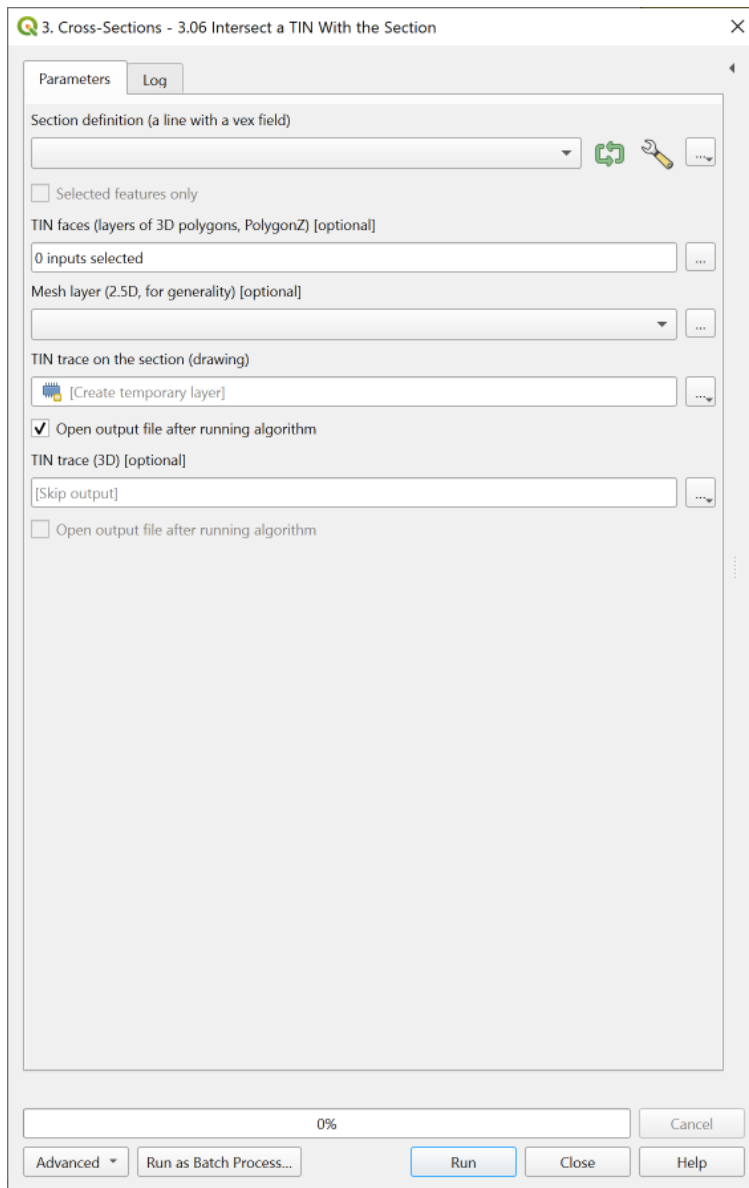 3. Cross-Sections - 3.06 Intersect a TIN With the Section
Parameters
Log
Section definition (a line with a vex field)
...
Selected features only
TIN faces (layers of 3D polygons, PolygonZ) [optional]
0 inputs selected
...
Mesh layer (2.5D, for generality) [optional]
...
TIN trace on the section (drawing)
[Create temporary layer]
...
Open output file after running algorithm
TIN trace (3D) [optional]
[Skip output]
...
Open output file after running algorithm
0%
Cancel
Advanced
Run as Batch Process...
Run
Close
Help